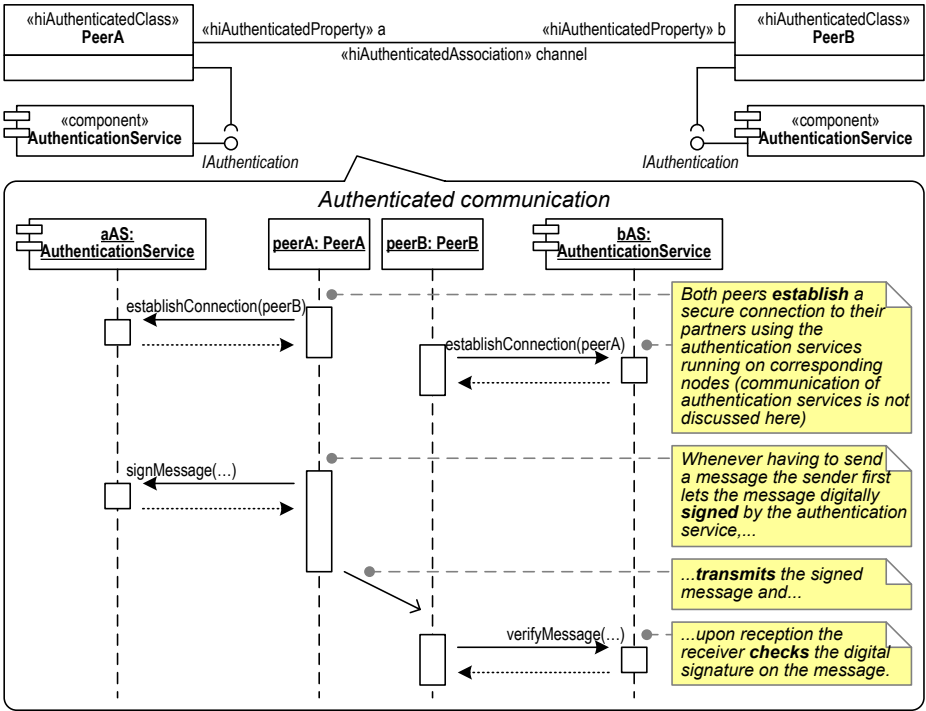 «hiAuthenticatedClass»
PeerA
«hiAuthenticatedProperty» a
«hiAuthenticatedProperty» b
«hiAuthenticatedAssociation» channel
«hiAuthenticatedClass»
PeerB
«component»
AuthenticationService
IAuthentication
«component»
AuthenticationService
IAuthentication
Authenticated communication
aAS:
AuthenticationService
peerA: PeerA
peerB: PeerB
bAS:
AuthenticationService
establishConnection(peerB)
establishConnection(peerA)
Both peers establish a
secure connection to their
partners using the
authentication services
running on corresponding
nodes (communication of
authentication services is not
discussed here)
signMessage(…)
Whenever having to send
a message the sender first
lets the message digitally
signed by the authentication
service,...
...transmits the signed
message and...
verifyMessage(…)
...upon reception the
receiver checks the digital
signature on the message.